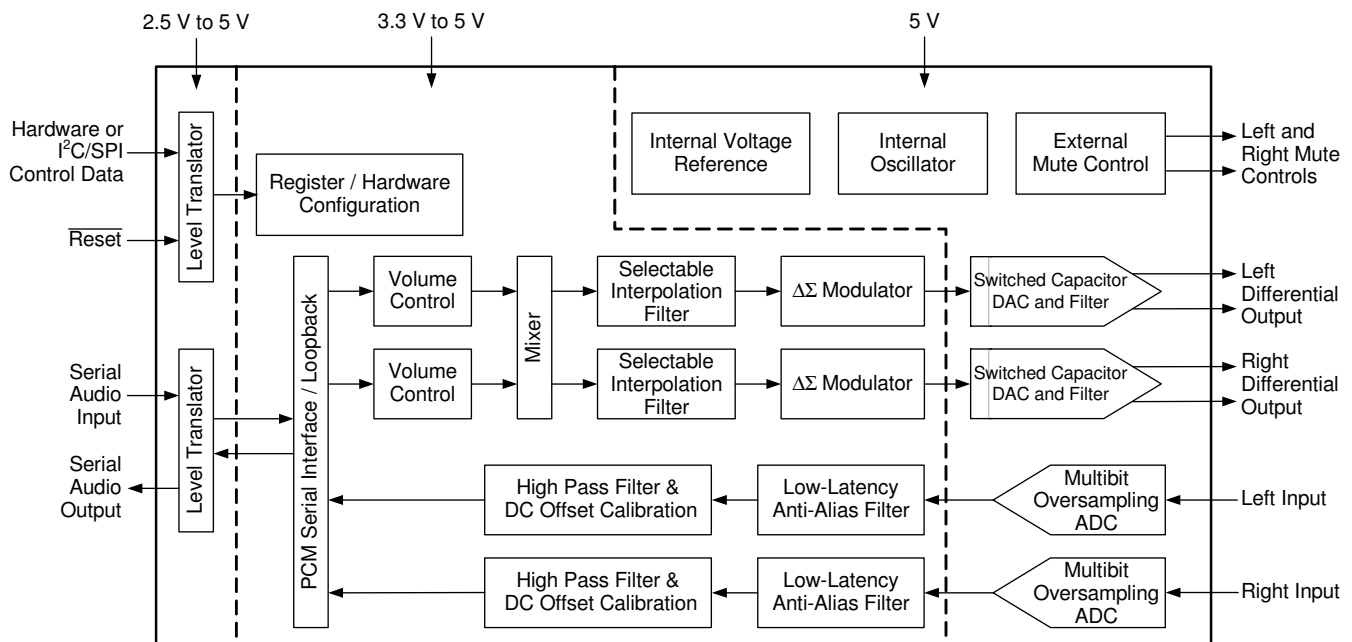 2.5 V to 5 V
3.3 V to 5 V
5 V
Hardware or
I²C/SPI
Control Data
Reset
Level Translator
Register / Hardware
Configuration
Internal Voltage
Reference
Internal
Oscillator
External
Mute Control
Left and
Right Mute
Controls
PCM Serial Interface / Loopback
Volume
Control
Mixer
Selectable
Interpolation
Filter
ΔΣ Modulator
Switched Capacitor
DAC and Filter
Left
Differential
Output
Serial
Audio
Input
Level Translator
Volume
Control
Selectable
Interpolation
Filter
ΔΣ Modulator
Switched Capacitor
DAC and Filter
Right
Differential
Output
Serial
Audio
Output
High Pass Filter &
DC Offset Calibration
Low-Latency
Anti-Alias Filter
Multibit
Oversampling
ADC
Left Input
High Pass Filter &
DC Offset Calibration
Low-Latency
Anti-Alias Filter
Multibit
Oversampling
ADC
Right Input